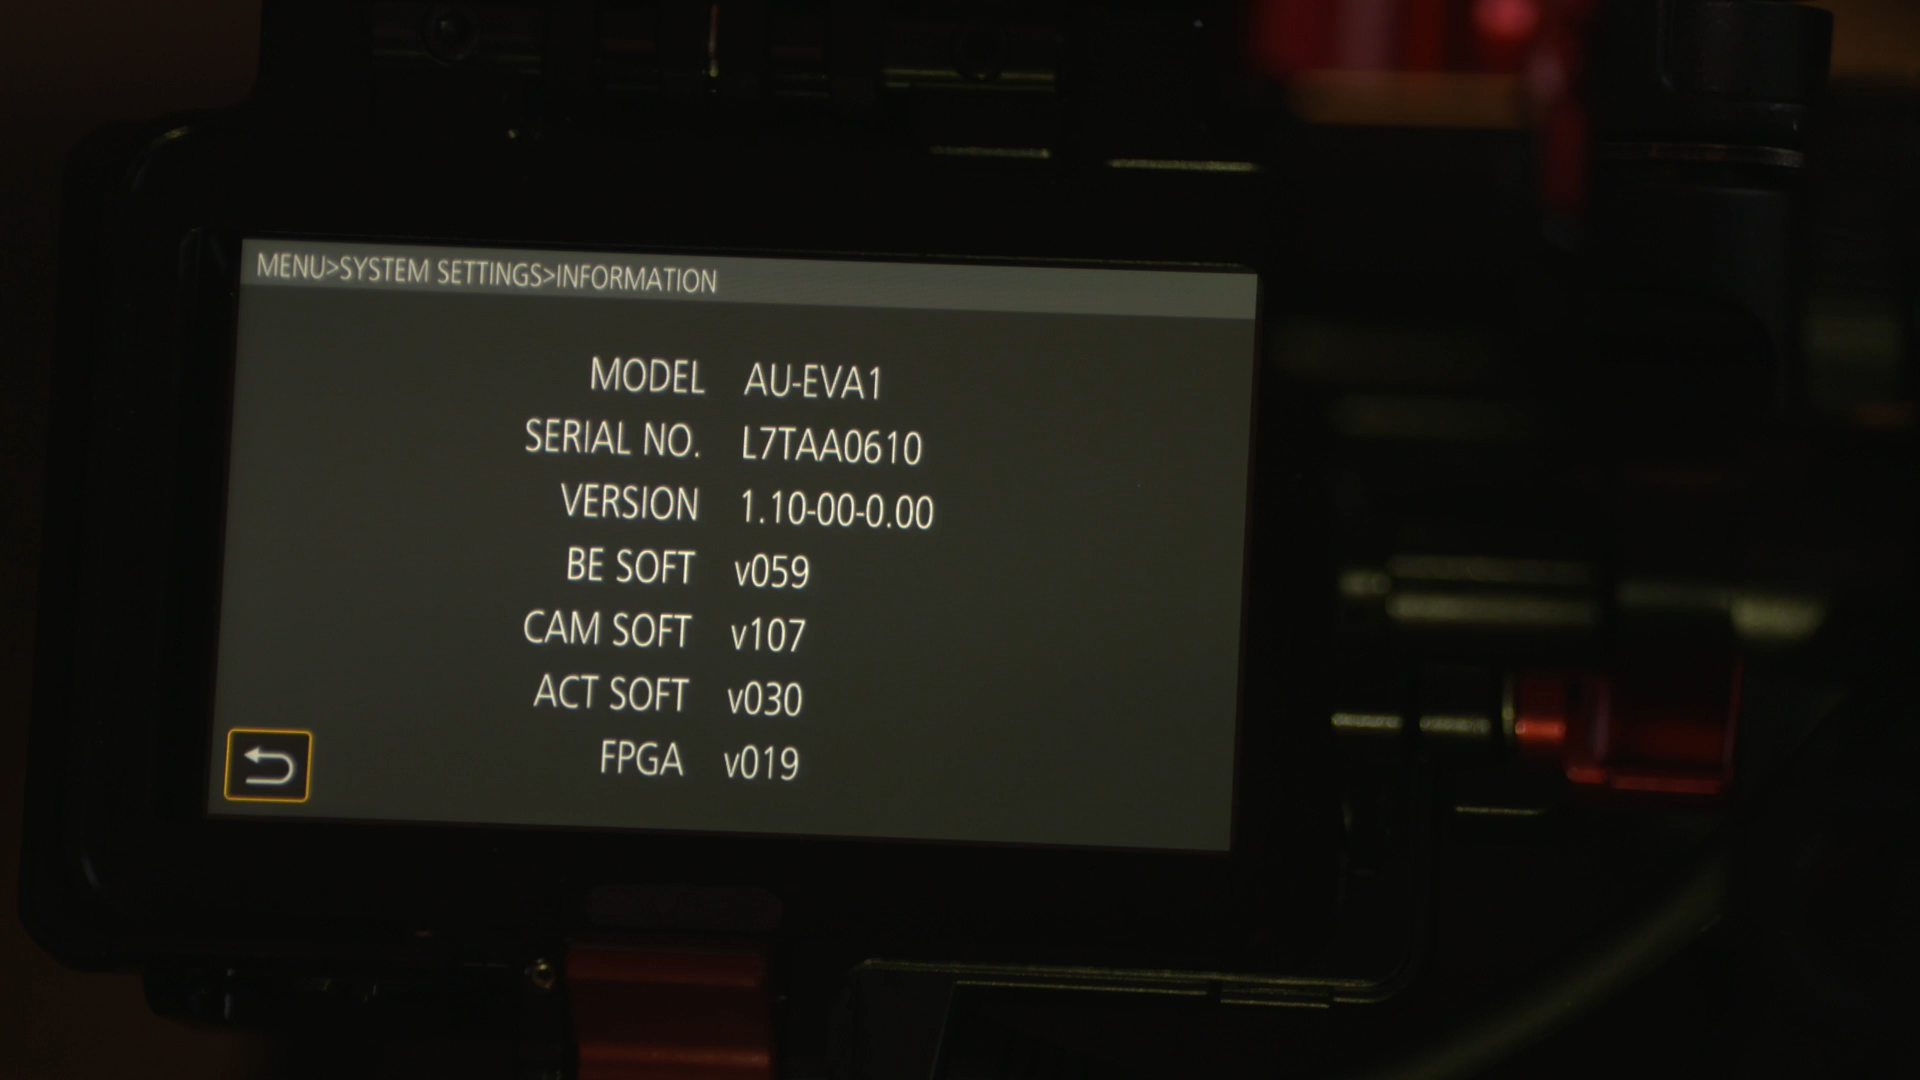 MENU>SYSTEM SETTINGS>INFORMATION
MODEL AU-EVA1
SERIAL NO. L7TAA0610
VERSION 1.10-00-0.00
BE SOFT v059
CAM SOFT v107
ACT SOFT v030
FPGA v019